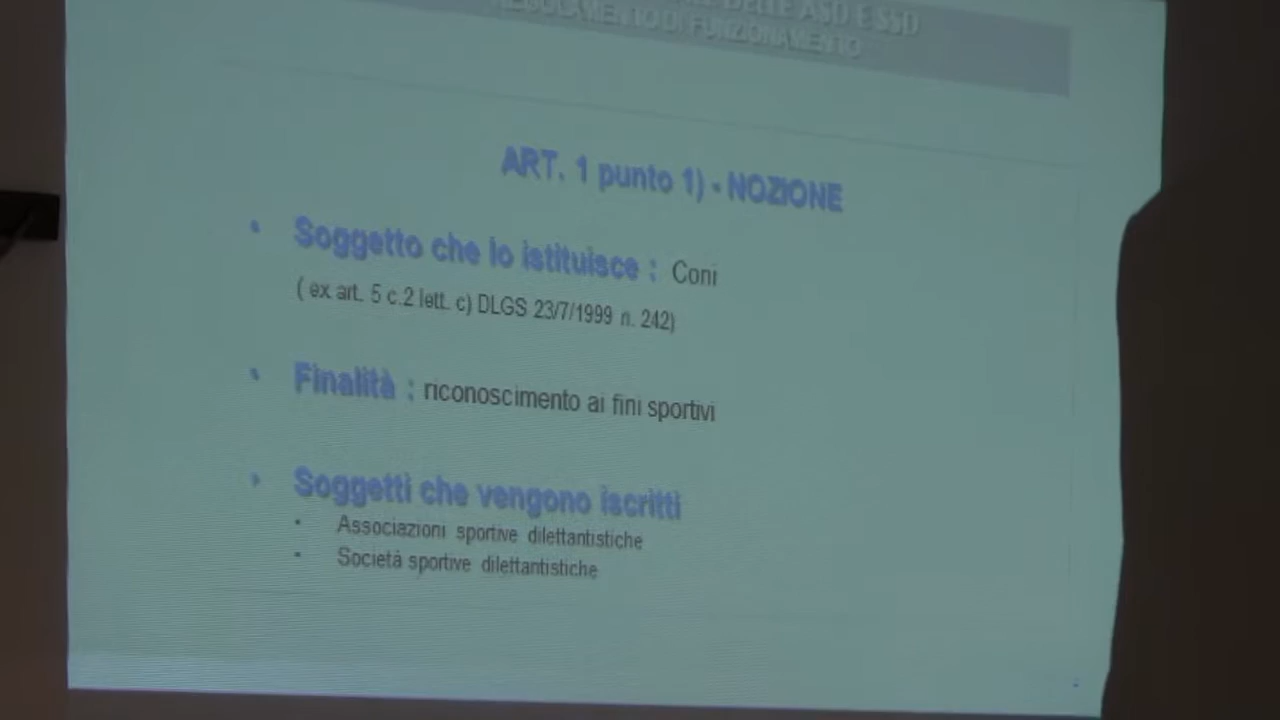 DELLE ASD E SSD
REGOLAMENTO DI FUNZIONAMENTO
ART. 1 punto 1) - NOZIONE
• Soggetto che lo istituisce : Coni
( ex art. 5 c.2 lett. c) DLGS 23/7/1999 n. 242)
• Finalità : riconoscimento ai fini sportivi
• Soggetti che vengono iscritti
• Associazioni sportive dilettantistiche
• Società sportive dilettantistiche